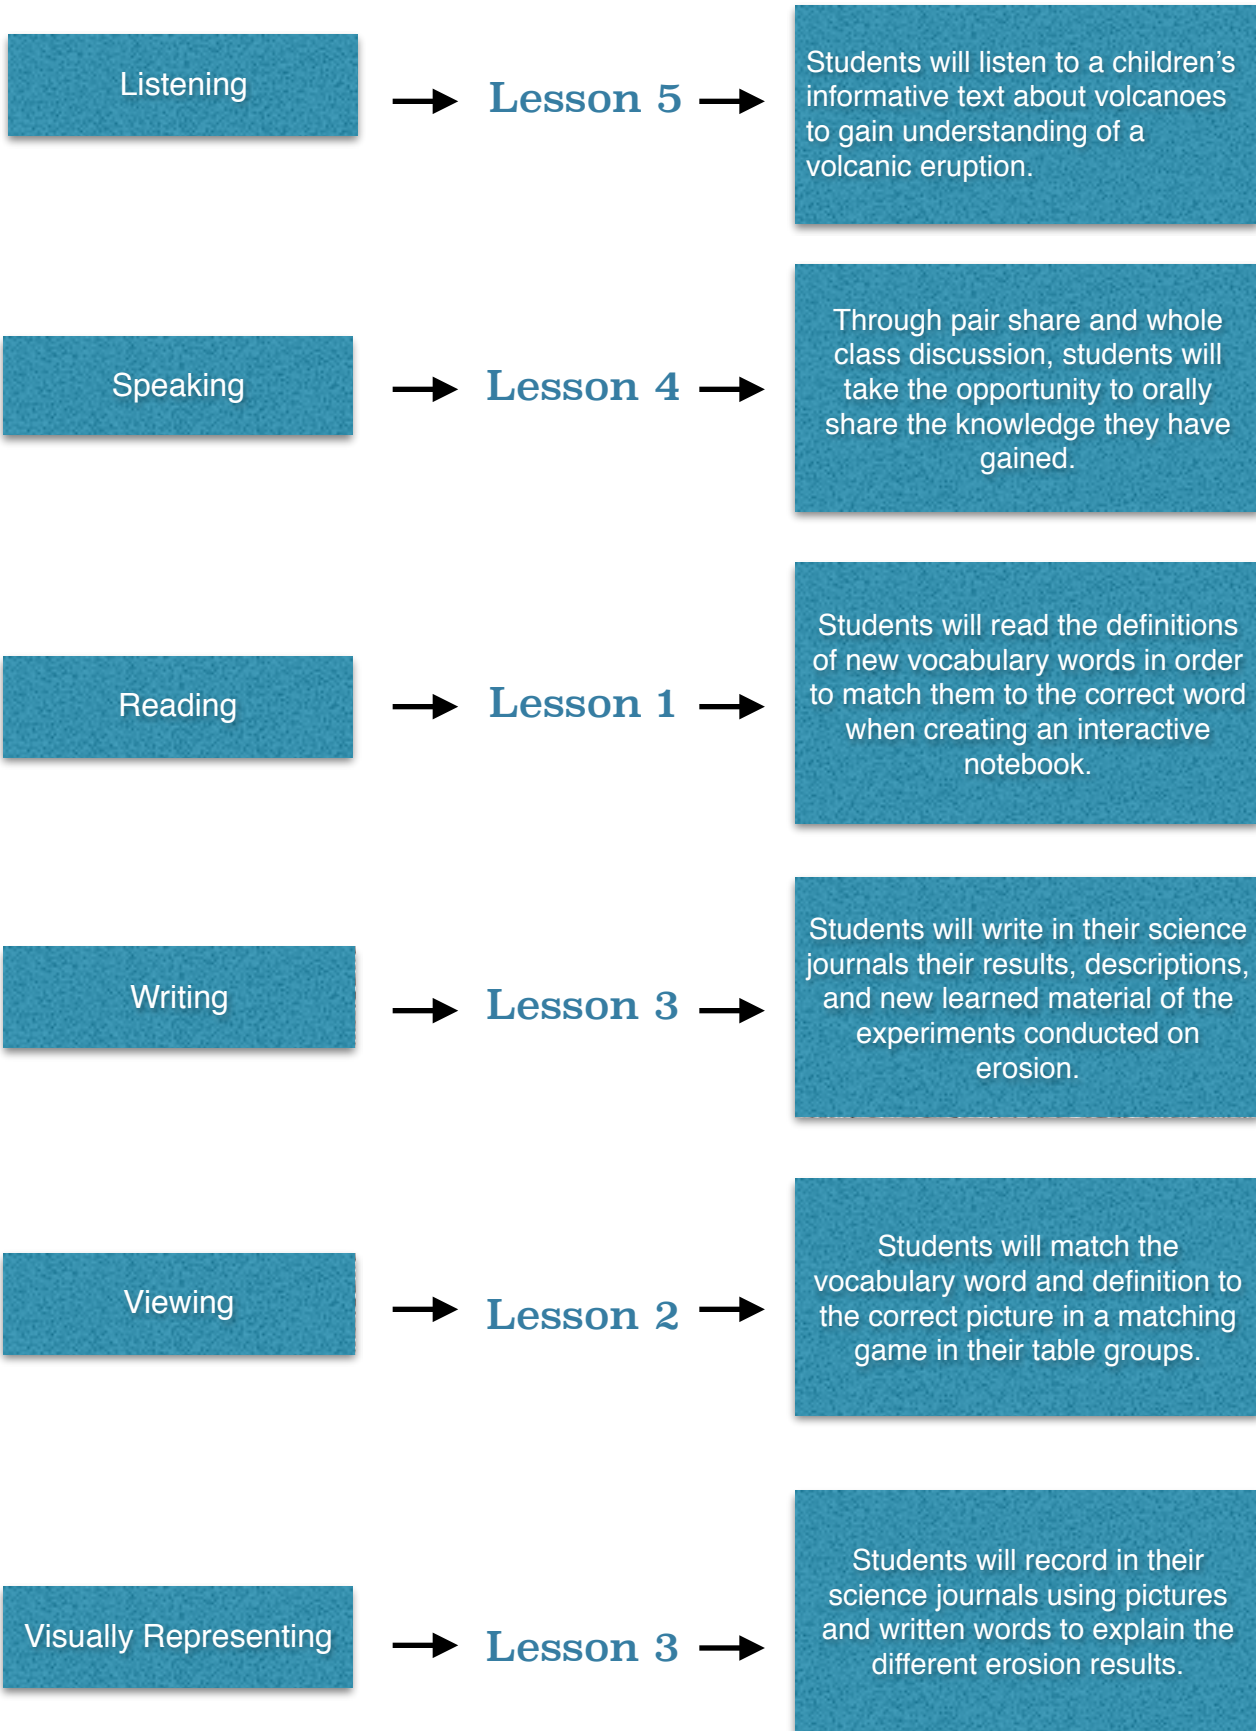 Listening
Lesson 5
Students will listen to a children’s
informative text about volcanoes
to gain understanding of a
volcanic eruption.
Speaking
Lesson 4
Through pair share and whole
class discussion, students will
take the opportunity to orally
share the knowledge they have
gained.
Reading
Lesson 1
Students will read the definitions
of new vocabulary words in order
to match them to the correct word
when creating an interactive
notebook.
Writing
Lesson 3
Students will write in their science
journals their results, descriptions,
and new learned material of the
experiments conducted on
erosion.
Viewing
Lesson 2
Students will match the
vocabulary word and definition to
the correct picture in a matching
game in their table groups.
Visually Representing
Lesson 3
Students will record in their
science journals using pictures
and written words to explain the
different erosion results.